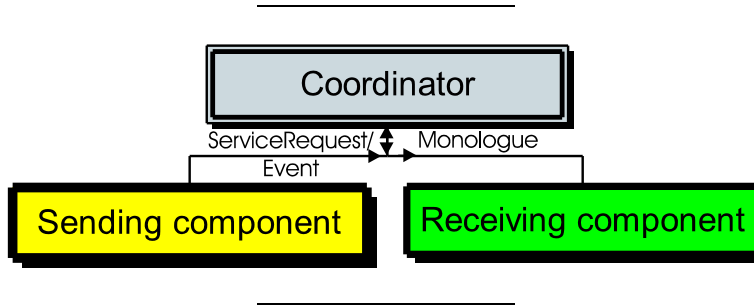 Coordinator
ServiceRequest/
Monologue
Event
Sending component
Receiving component